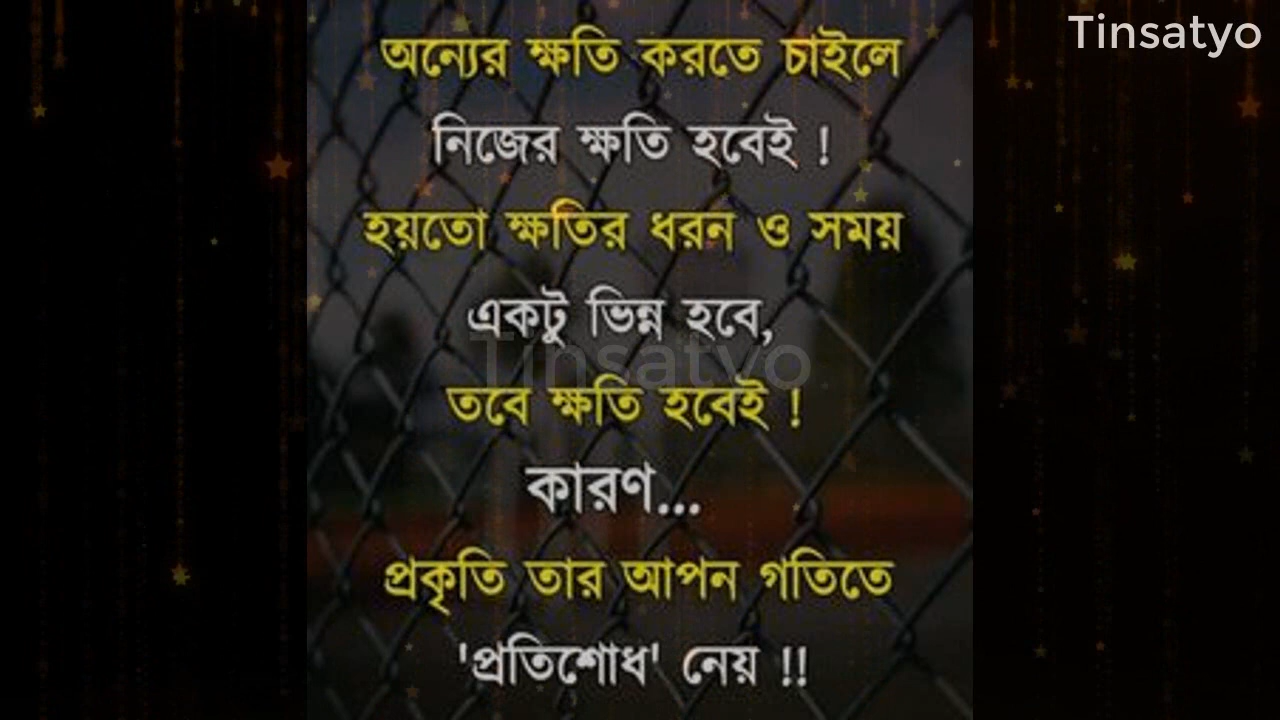 Tinsatyo
অন্যের ক্ষতি করতে চাইলে
নিজের ক্ষতি হবেই !
হয়তো ক্ষতির ধরন ও সময়
একটু ভিন্ন হবে,
Tinsatyo
তবে ক্ষতি হবেই !
কারণ...
প্রকৃতি তার আপন গতিতে
'প্রতিশোধ' নেয় !!